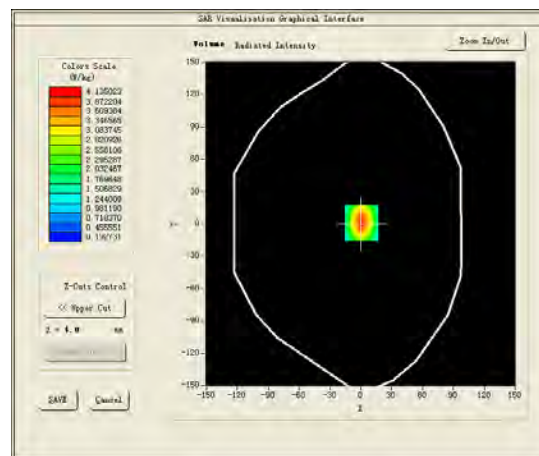 SAR Visualisation Graphical Interface
Volume Radiated Intensity
Zoom In/Out
Colors Scale
(W/kg)
4.135023
3.872204
3.609384
3.346565
3.083745
2.820926
2.558106
2.295287
2.032467
1.769648
1.506829
1.244009
0.981190
0.718370
0.455551
0.192731
150
120
90
60
30
0
-30
-60
-90
-120
-150
Y
-150 -120 -90 -60 -30 0 30 60 90 120 150
X
Z-Cuts Control
<< Upper Cut
Z = 4.0 mm
SAVE Cancel